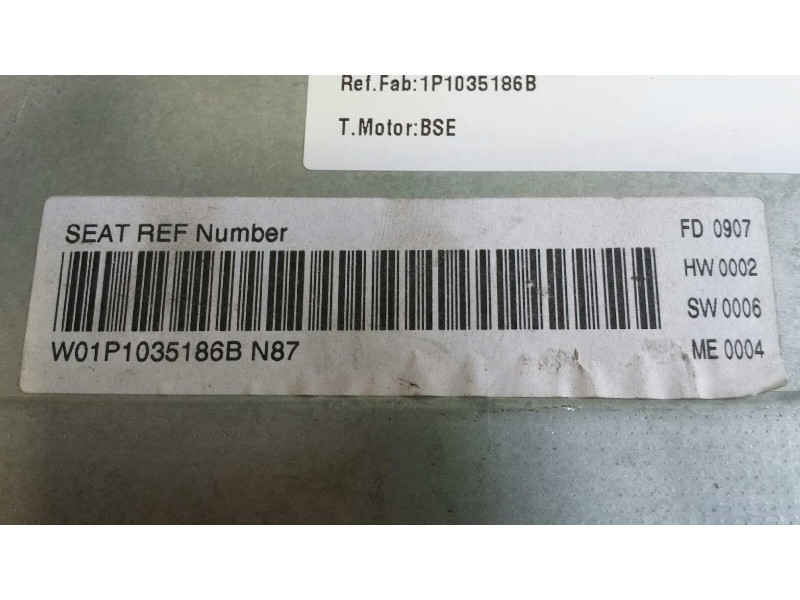 Ref.Fab:1P1035186B
T.Motor:BSE
SEAT REF Number
FD 0907
HW 0002
SW 0006
W01P1035186B N87
ME 0004